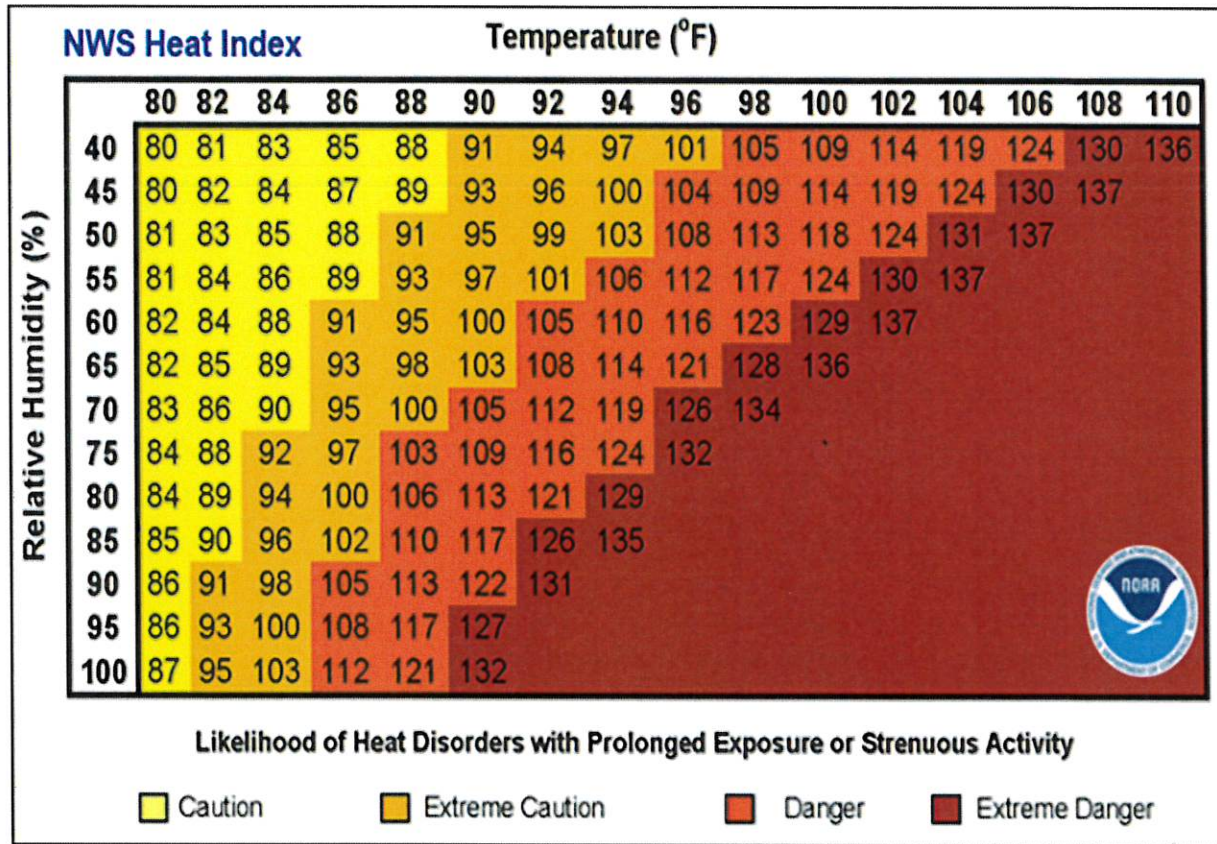 NWS Heat Index Temperature (°F)
80 82 84 86 88 90 92 94 96 98 100 102 104 106 108 110
Relative Humidity (%)
40 80 81 83 85 88 91 94 97 101 105 109 114 119 124 130 136
45 80 82 84 87 89 93 96 100 104 109 114 119 124 130 137
50 81 83 85 88 91 95 99 103 108 113 118 124 131 137
55 81 84 86 89 93 97 101 106 112 117 124 130 137
60 82 84 88 91 95 100 105 110 116 123 129 137
65 82 85 89 93 98 103 108 114 121 128 136
70 83 86 90 95 100 105 112 119 126 134
75 84 88 92 97 103 109 116 124 132
80 84 89 94 100 106 113 121 129
85 85 90 96 102 110 117 126 135
90 86 91 98 105 113 122 131
95 86 93 100 108 117 127
100 87 95 103 112 121 132
NOAA
Likelihood of Heat Disorders with Prolonged Exposure or Strenuous Activity
Caution Extreme Caution Danger Extreme Danger